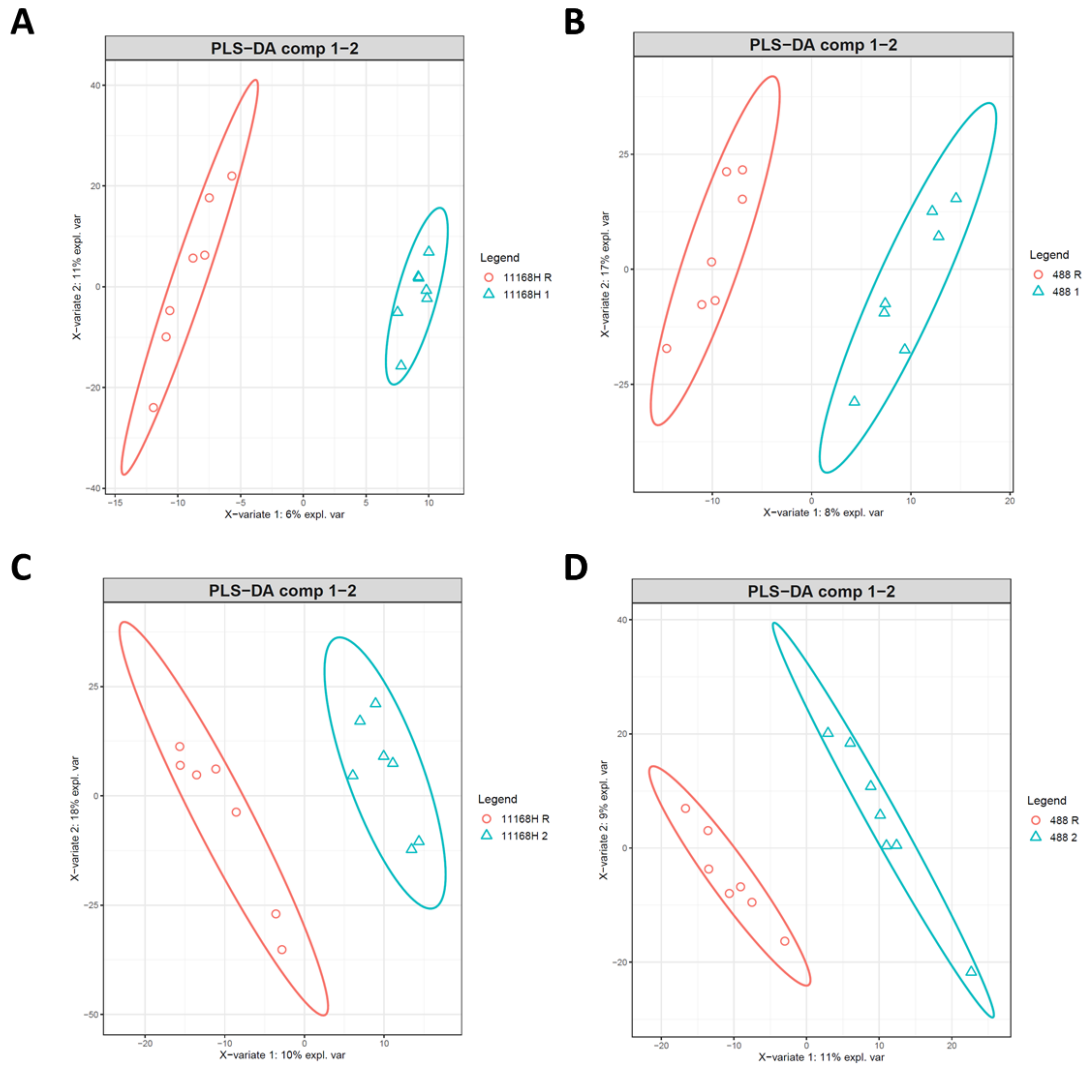 A
PLS-DA comp 1-2
40
20
0
-20
-40
-15
-10
-5
0
5
10
X-variate 2: 11% expl. var
X-variate 1: 6% expl. var
Legend
11168H R
11168H 1
B
PLS-DA comp 1-2
25
0
-25
-10
0
10
20
X-variate 2: 17% expl. var
X-variate 1: 8% expl. var
Legend
488 R
488 1
C
PLS-DA comp 1-2
25
0
-25
-50
-20
-10
0
10
X-variate 2: 18% expl. var
X-variate 1: 10% expl. var
Legend
11168H R
11168H 2
D
PLS-DA comp 1-2
40
20
0
-20
-20
-10
0
10
20
X-variate 2: 9% expl. var
X-variate 1: 11% expl. var
Legend
488 R
488 2